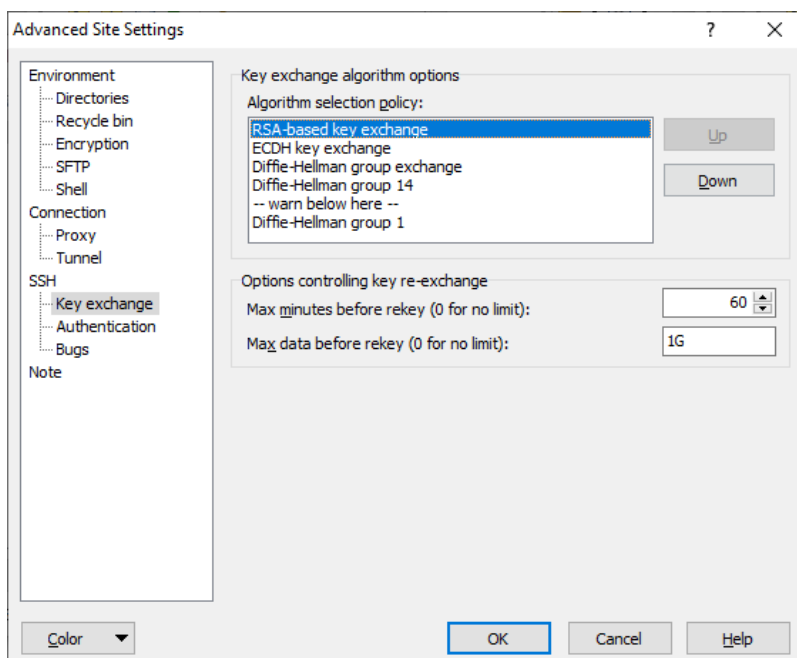 Advanced Site Settings
?
Environment
Directories
Recycle bin
Encryption
SFTP
Shell
Connection
Proxy
Tunnel
SSH
Key exchange
Authentication
Bugs
Note
Key exchange algorithm options
Algorithm selection policy:
RSA-based key exchange
ECDH key exchange
Diffie-Hellman group exchange
Diffie-Hellman group 14
-- warn below here --
Diffie-Hellman group 1
Up
Down
Options controlling key re-exchange
Max minutes before rekey (0 for no limit):
60
Max data before rekey (0 for no limit):
1G
Color
OK
Cancel
Help